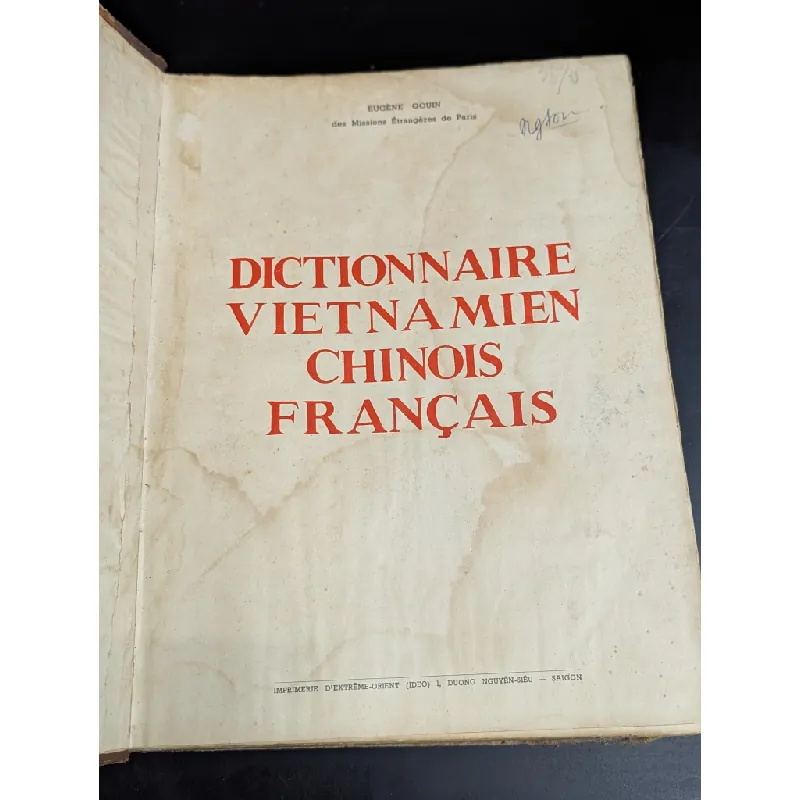 EUGÈNE GOUIN
des Missions Étrangères de Paris
DICTIONNAIRE
VIETNAMIEN
CHINOIS
FRANÇAIS
IMPRIMERIE D'EXTRÊME-ORIENT (IDEO) 1, DUONG NGUYÊN-SIÊU — SAIGON